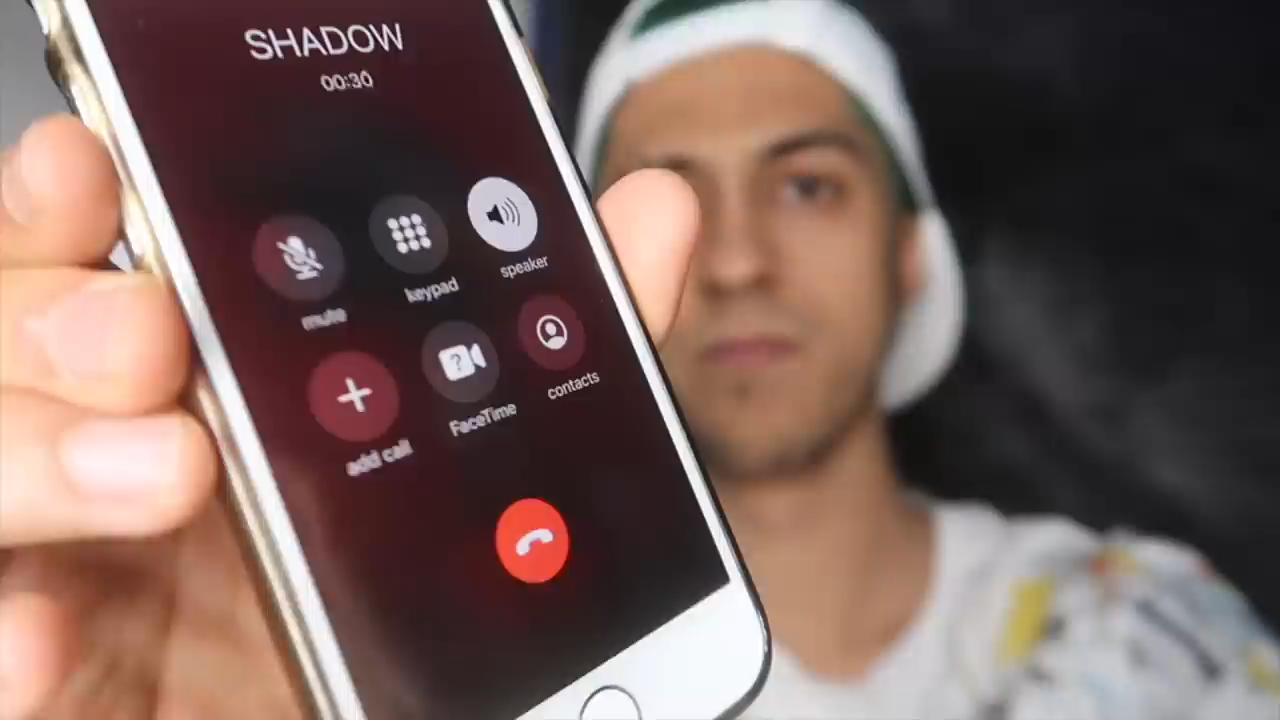 SHADOW
00:30
mute
keypad
speaker
add call
FaceTime
contacts